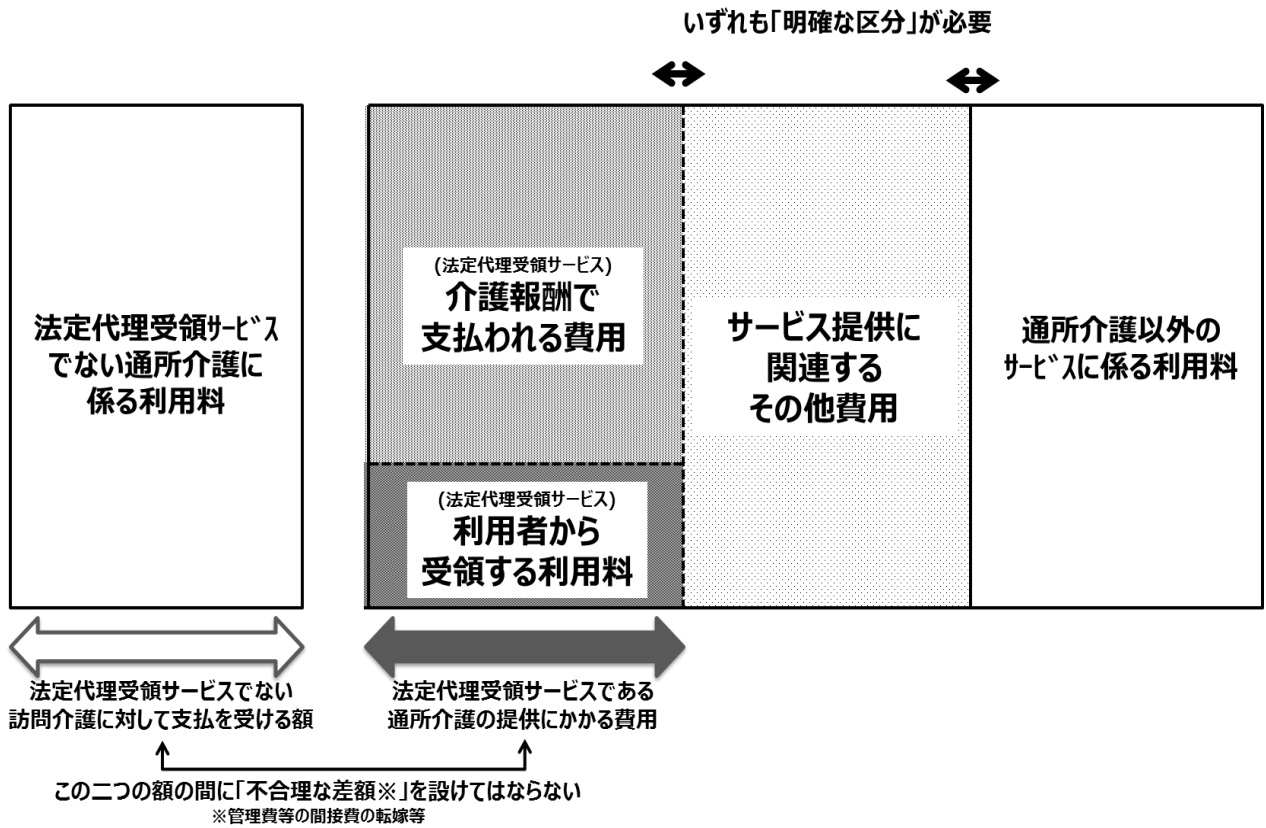 いずれも「明確な区分」が必要
法定代理受領ｻｰﾋﾞｽ
でない通所介護に
係る利用料
(法定代理受領サービス)
介護報酬で
支払われる費用
(法定代理受領サービス)
利用者から
受領する利用料
サービス提供に
関連する
その他費用
通所介護以外の
ｻｰﾋﾞｽに係る利用料
法定代理受領サービスでない
訪問介護に対して支払を受ける額
法定代理受領サービスである
通所介護の提供にかかる費用
この二つの額の間に「不合理な差額※」を設けてはならない
※管理費等の間接費の転嫁等